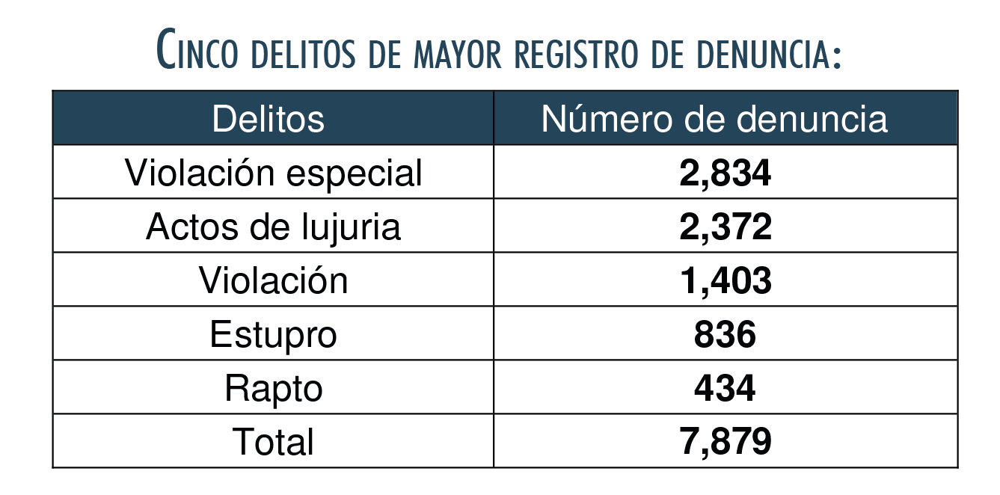 CINCO DELITOS DE MAYOR REGISTRO DE DENUNCIA:
Delitos Número de denuncia
Violación especial 2,834
Actos de lujuria 2,372
Violación 1,403
Estupro 836
Rapto 434
Total 7,879